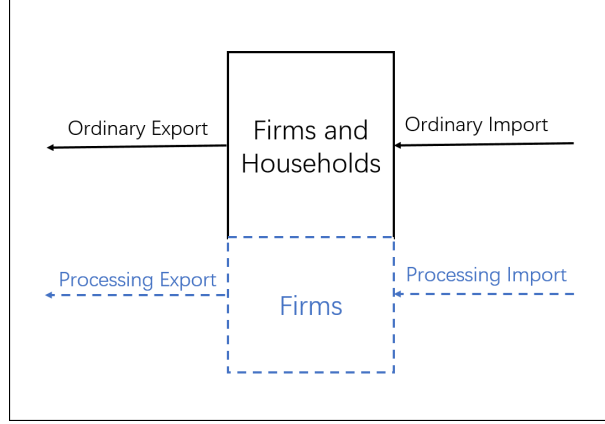 Ordinary Export
Firms and
Households
Ordinary Import
Processing Export
Firms
Processing Import